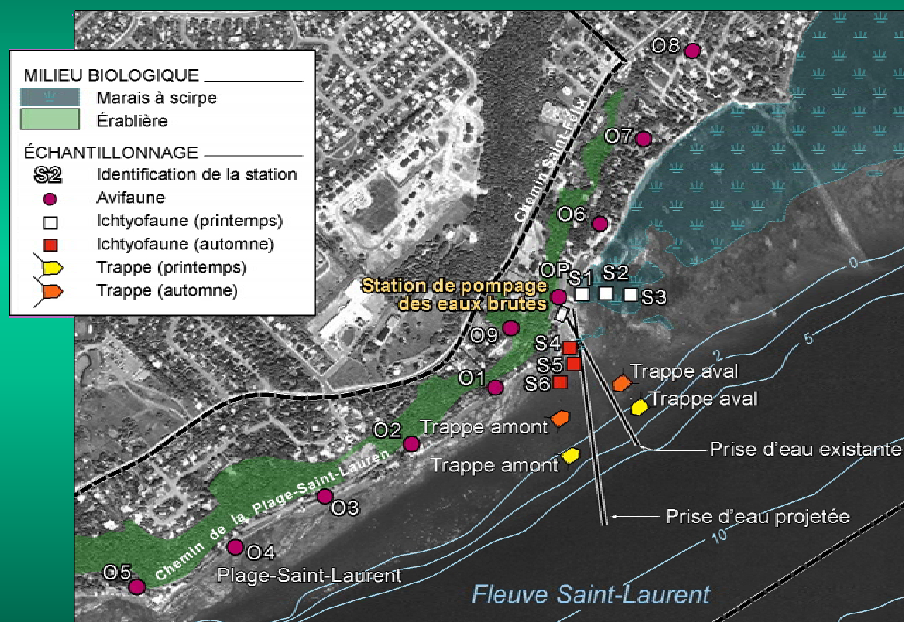 MILIEU BIOLOGIQUE
Marais à scirpe
Érablière
ÉCHANTILLONNAGE
S2 Identification de la station
Avifaune
Ichtyofaune (printemps)
Ichtyofaune (automne)
Trappe (printemps)
Trappe (automne)
O8
O7
Chemin Saint-Félix
O6
OP
S1
S2
S3
Station de pompage
des eaux brutes
O9
S4
S5
S6
O1
O2
O3
O4
O5
0
2
5
10
Trappe aval
Trappe aval
Trappe amont
Trappe amont
Prise d'eau existante
Prise d'eau projetée
Chemin de la Plage-Saint-Lauren
Plage-Saint-Laurent
Fleuve Saint-Laurent